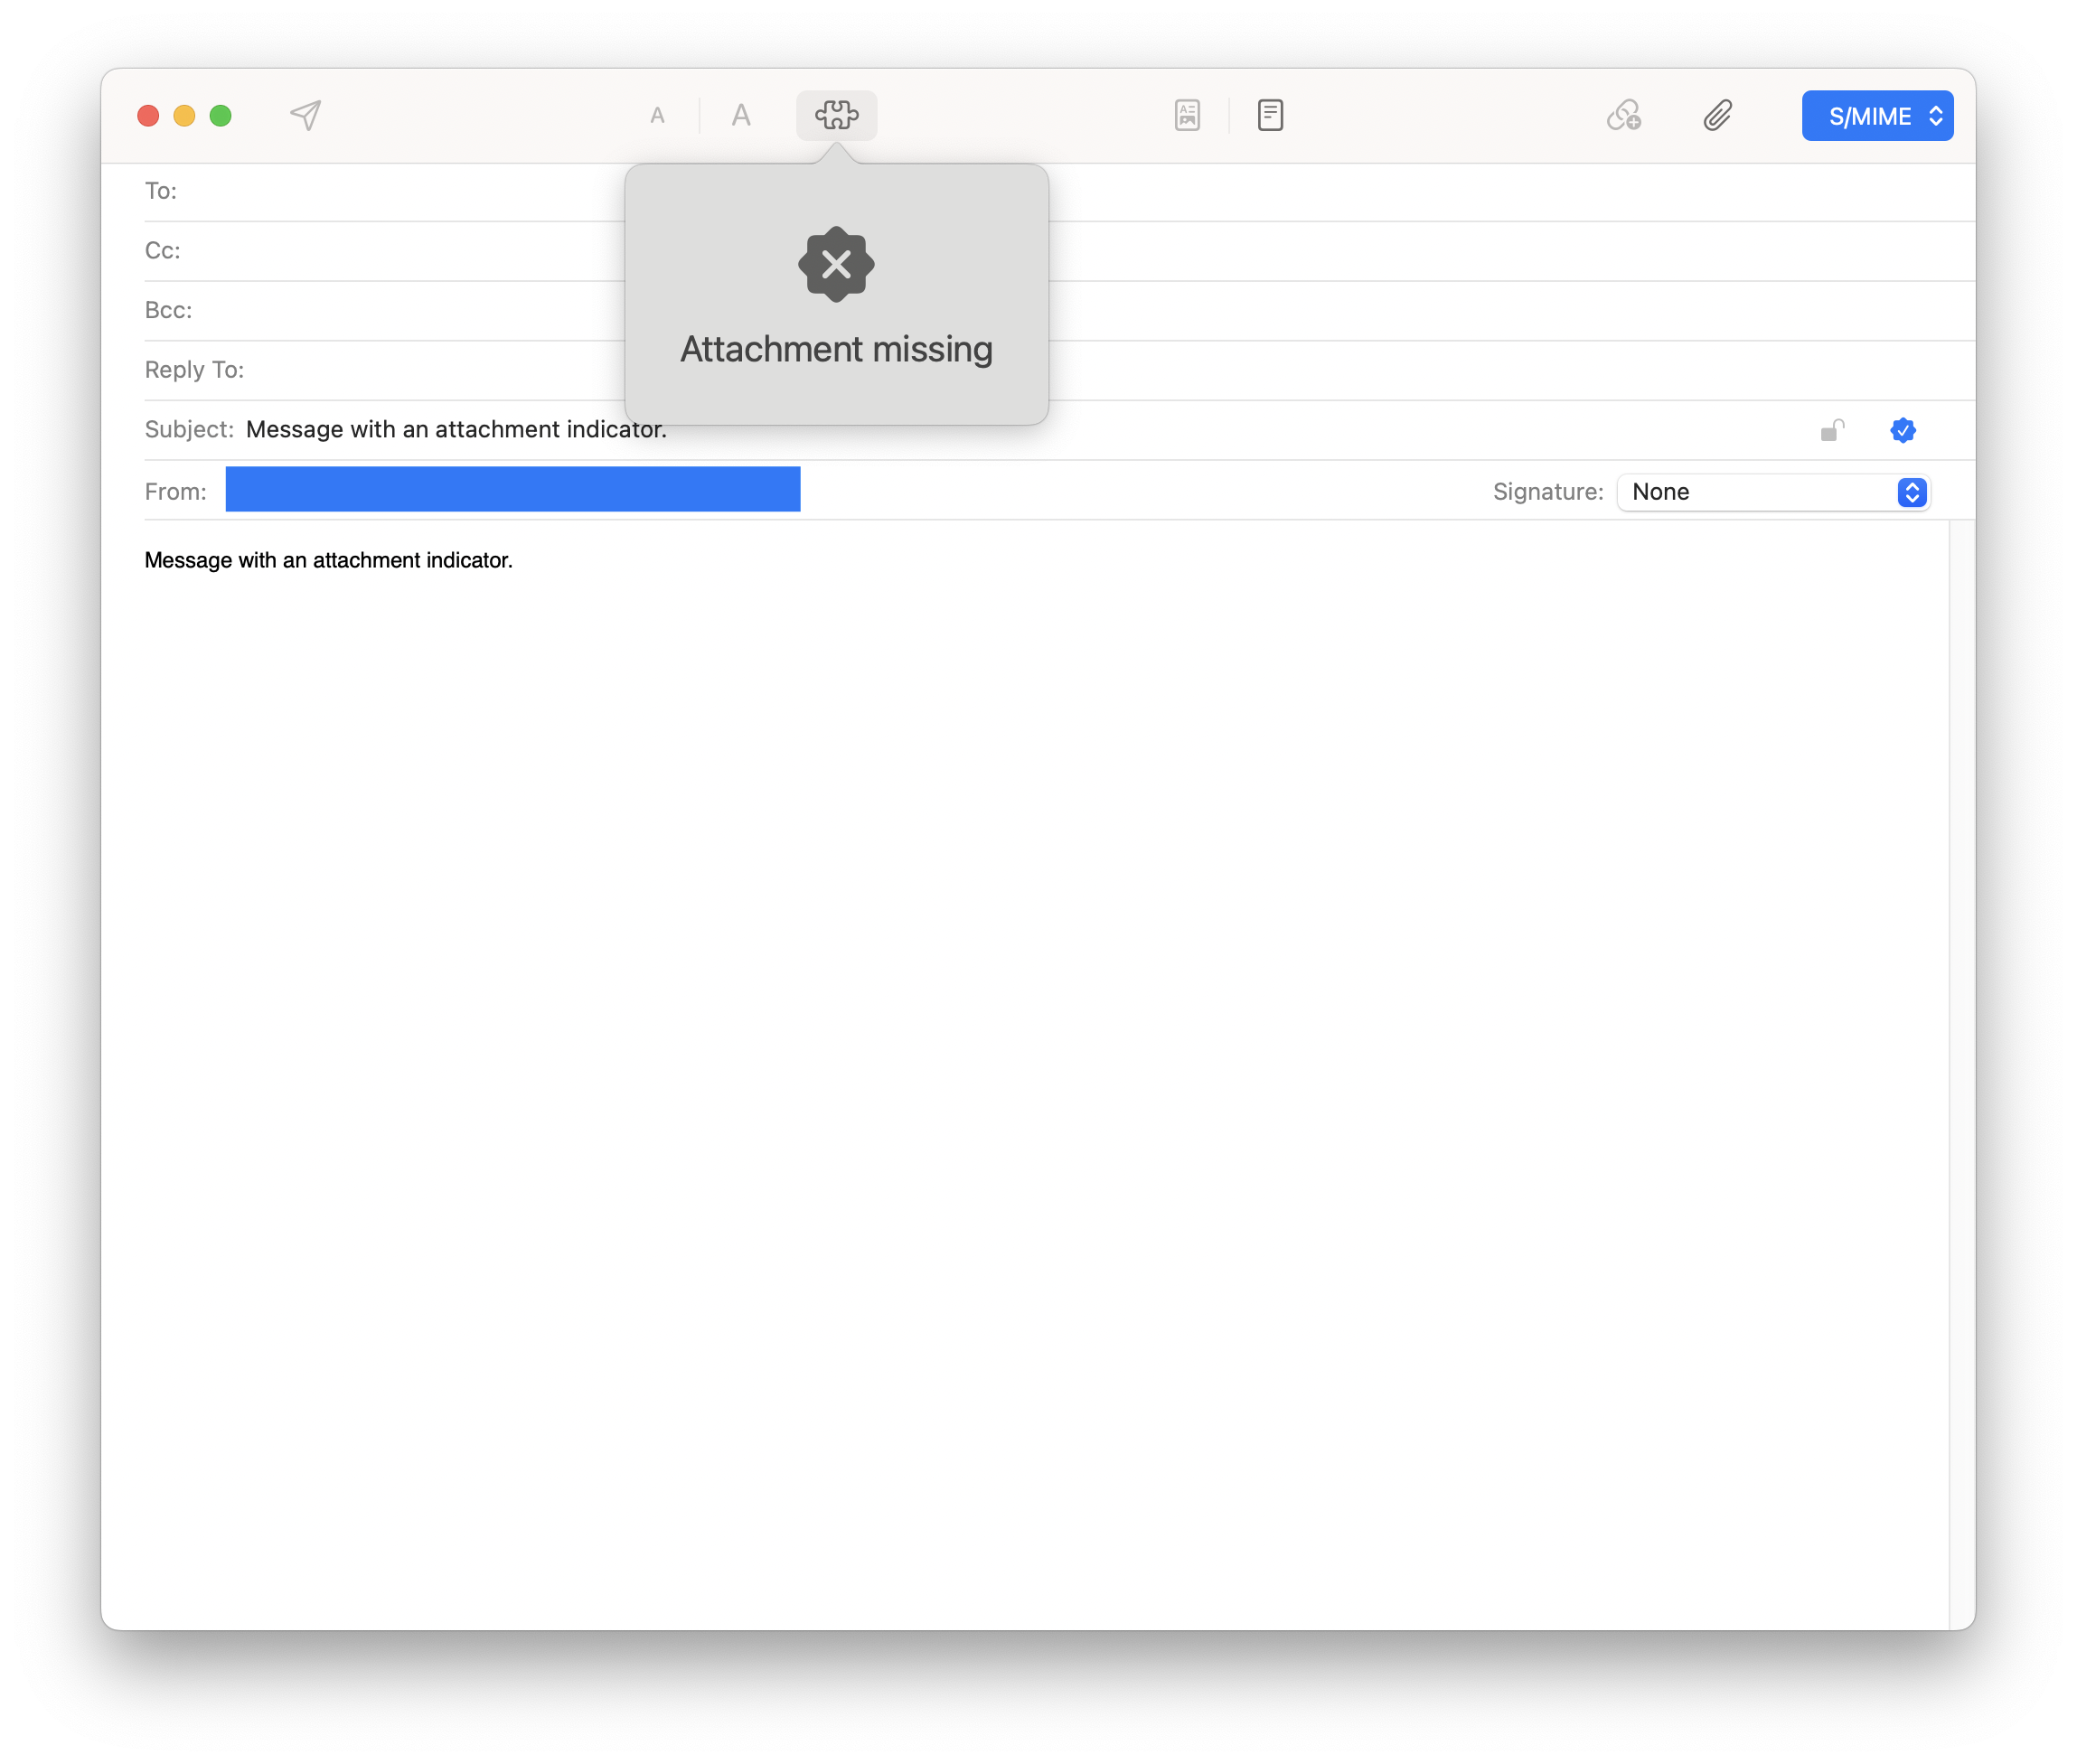 A A S/MIME
To:
Cc:
Attachment missing
Bcc:
Reply To:
Subject: Message with an attachment indicator.
From:
Signature: None
Message with an attachment indicator.